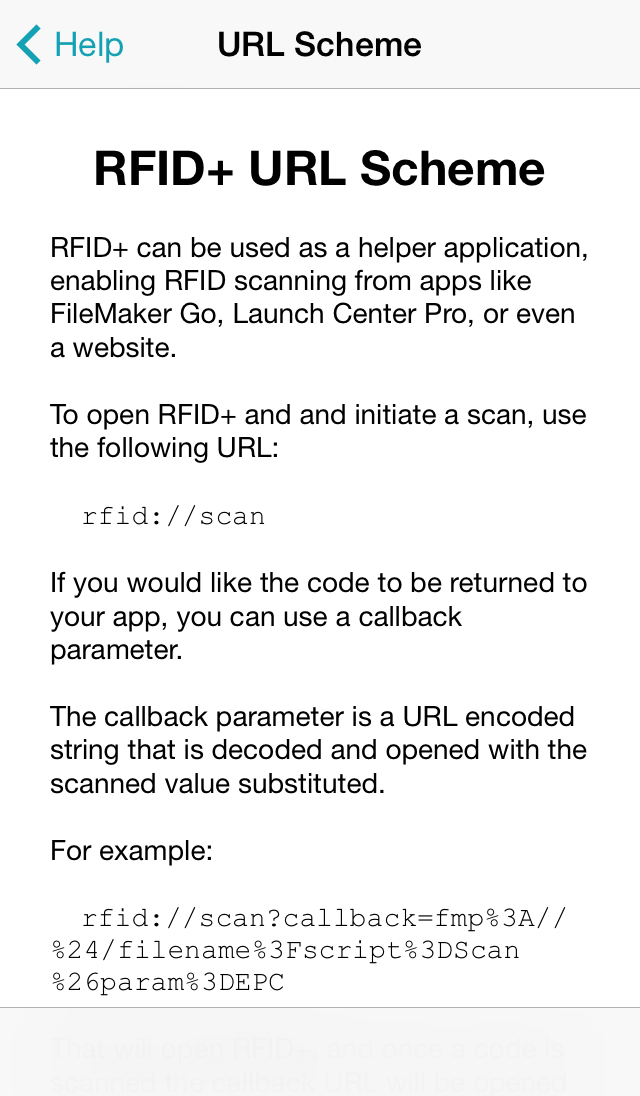 Help
URL Scheme
RFID+ URL Scheme
RFID+ can be used as a helper application,
enabling RFID scanning from apps like
FileMaker Go, Launch Center Pro, or even
a website.
To open RFID+ and and initiate a scan, use
the following URL:
rfid://scan
If you would like the code to be returned to
your app, you can use a callback
parameter.
The callback parameter is a URL encoded
string that is decoded and opened with the
scanned value substituted.
For example:
rfid://scan?callback=fmp%3A//
%24/filename%3Fscript%3DScan
%26param%3DEPC
That will open RFID+, and once a code is
scanned the callback URL will be opened